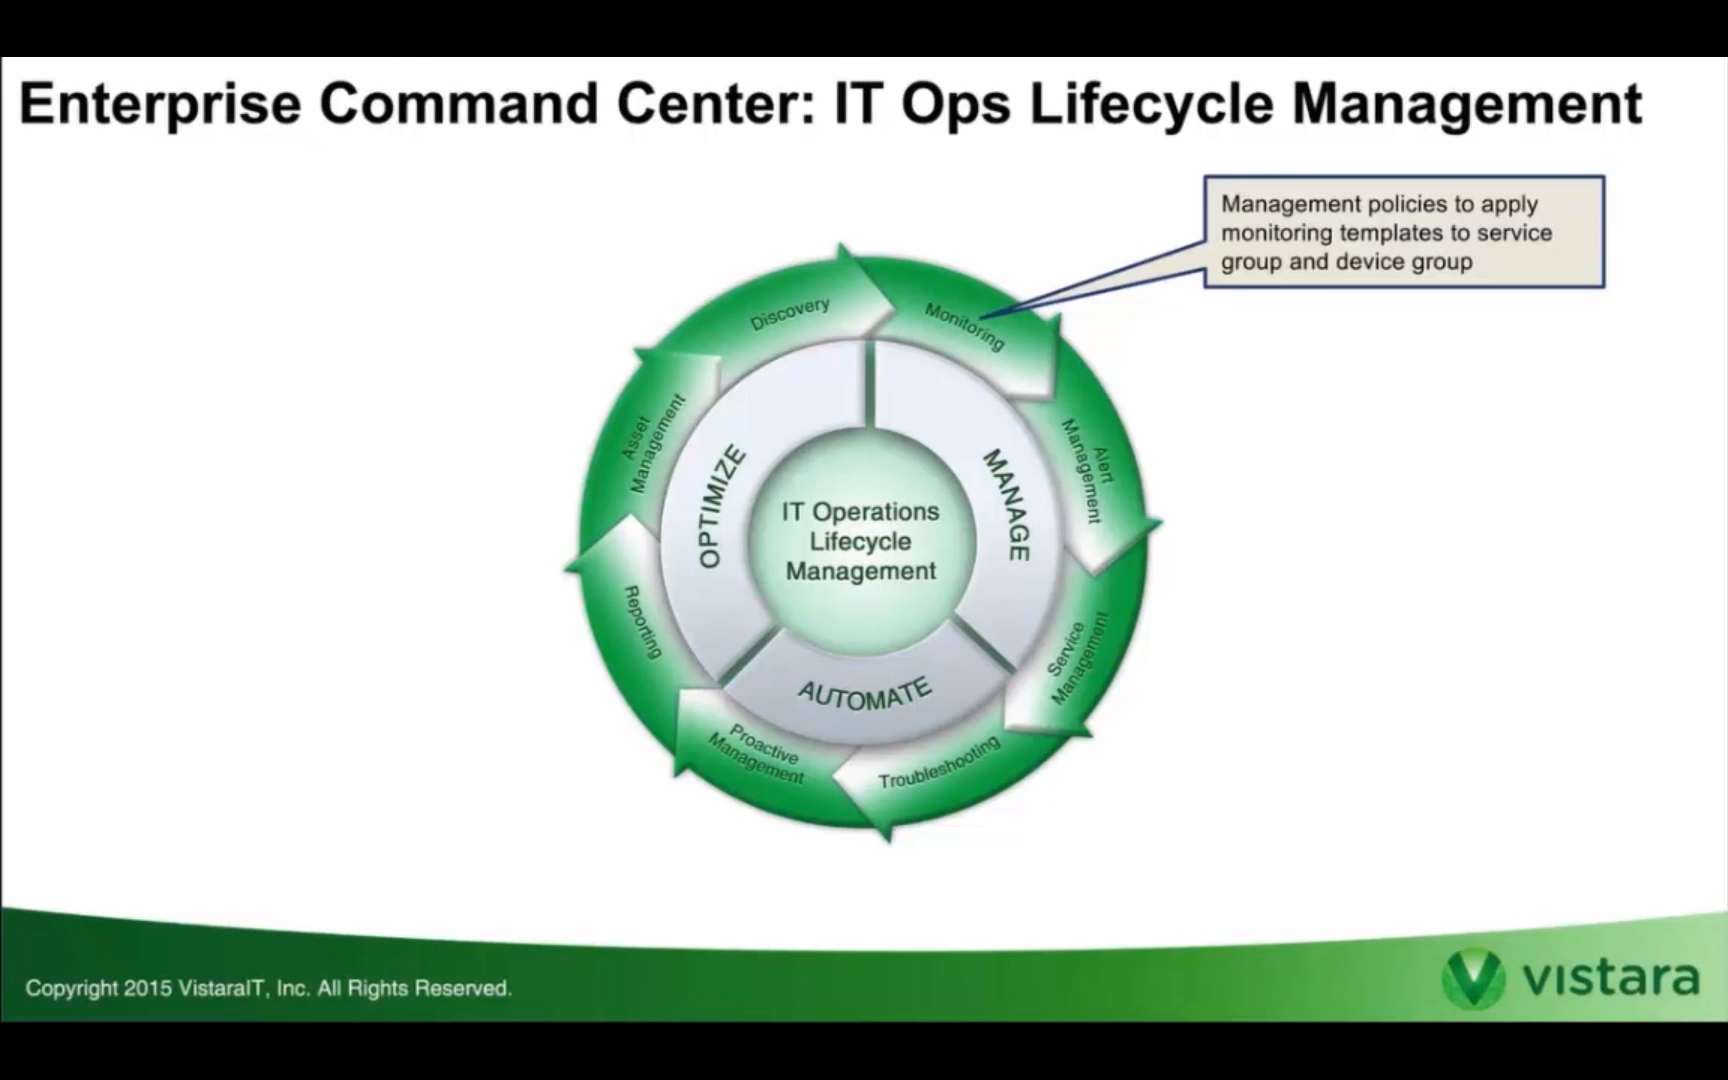 Enterprise Command Center: IT Ops Lifecycle Management
Management policies to apply
monitoring templates to service
group and device group
Discovery
Monitoring
Alert
Management
Service
Management
Troubleshooting
Proactive
Management
Reporting
Asset
Management
OPTIMIZE
MANAGE
AUTOMATE
IT Operations
Lifecycle
Management
Copyright 2015 VistaraIT, Inc. All Rights Reserved.
vistara